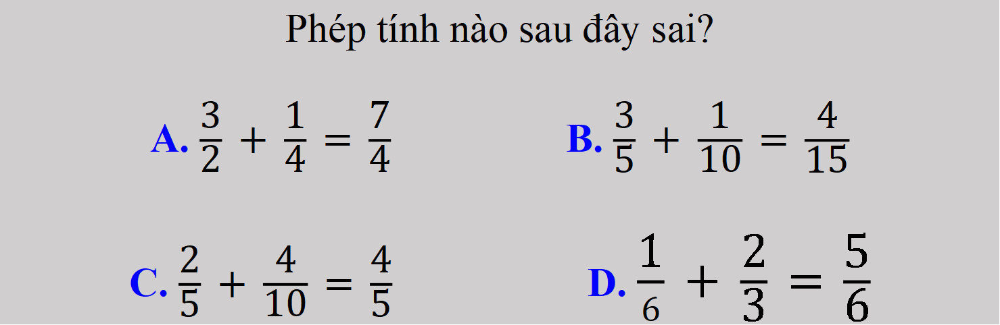 Phép tính nào sau đây sai?
A. 3/2 + 1/4 = 7/4
B. 3/5 + 1/10 = 4/15
C. 2/5 + 4/10 = 4/5
D. 1/6 + 2/3 = 5/6